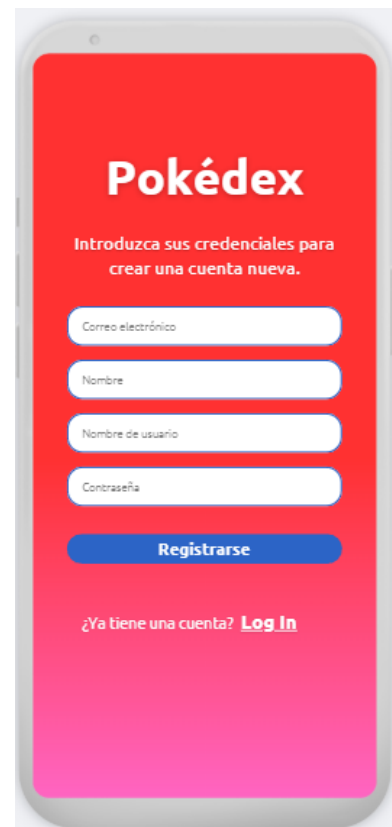 Pokédex
Introduzca sus credenciales para
crear una cuenta nueva.
Correo electrónico
Nombre
Nombre de usuario
Contraseña
Registrarse
¿Ya tiene una cuenta? Log In